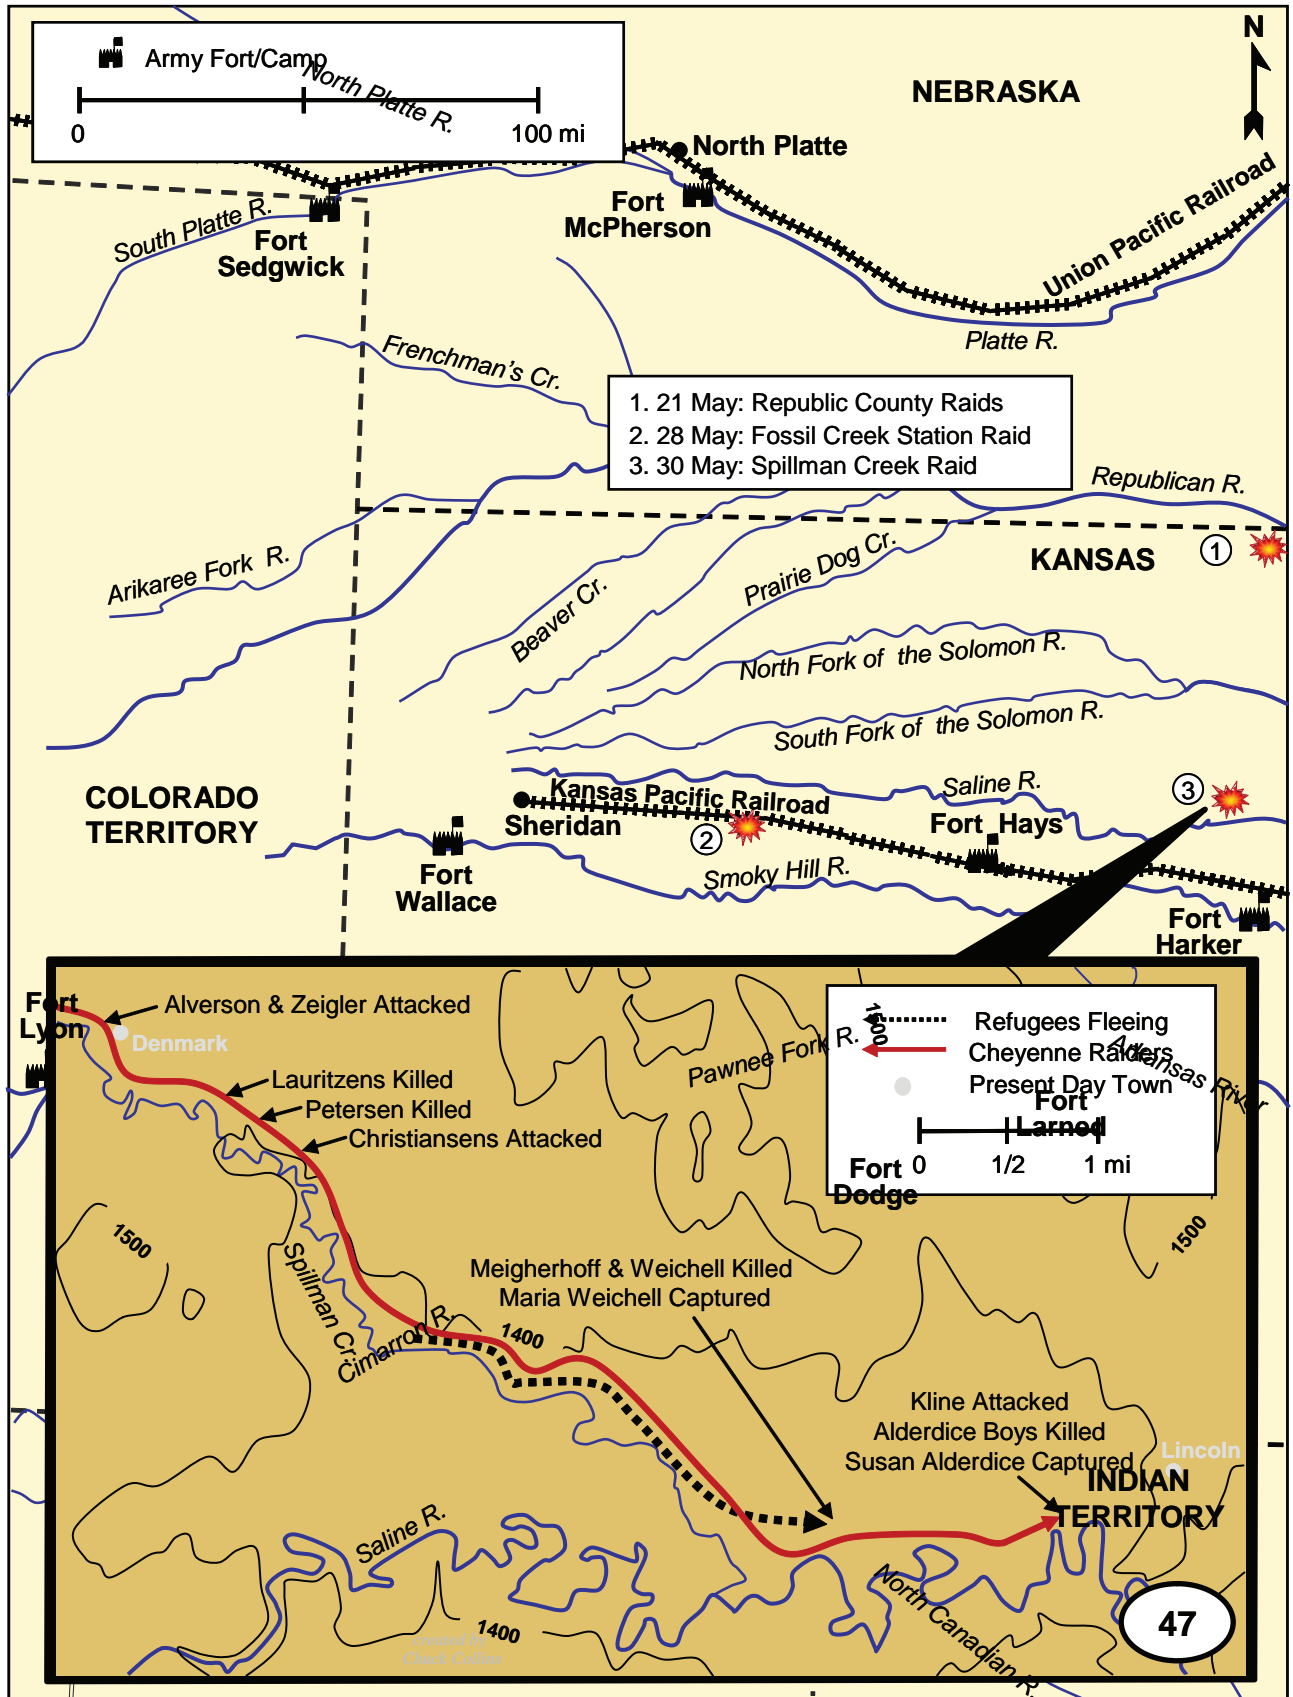 N
Army Fort/Camp
North Platte R.
0 100 mi
NEBRASKA
North Platte
Fort
McPherson
Union Pacific Railroad
South Platte R.
Fort
Sedgwick
Platte R.
Frenchman's Cr.
1. 21 May: Republic County Raids
2. 28 May: Fossil Creek Station Raid
3. 30 May: Spillman Creek Raid
Republican R.
KANSAS
1
Arikaree Fork R.
Beaver Cr.
Prairie Dog Cr.
North Fork of the Solomon R.
South Fork of the Solomon R.
COLORADO
TERRITORY
Kansas Pacific Railroad
Saline R.
3
Sheridan
2
Fort Hays
Fort
Wallace
Smoky Hill R.
Fort
Harker
Fort
Lyon
Alverson & Zeigler Attacked
Denmark
Lauritzens Killed
Petersen Killed
Christiansens Attacked
Pawnee Fork R.
1500
Refugees Fleeing
Cheyenne Raiders
Present Day Town
Arkansas River
Fort
Larned
0 1/2 1 mi
Fort
Dodge
1500
1500
Spillman Cr.
Cimarron R.
1400
Meigherhoff & Weichell Killed
Maria Weichell Captured
Kline Attacked
Alderdice Boys Killed
Susan Alderdice Captured
Lincoln
INDIAN
TERRITORY
Saline R.
North Canadian R.
1400
47
created by
Chuck Collins